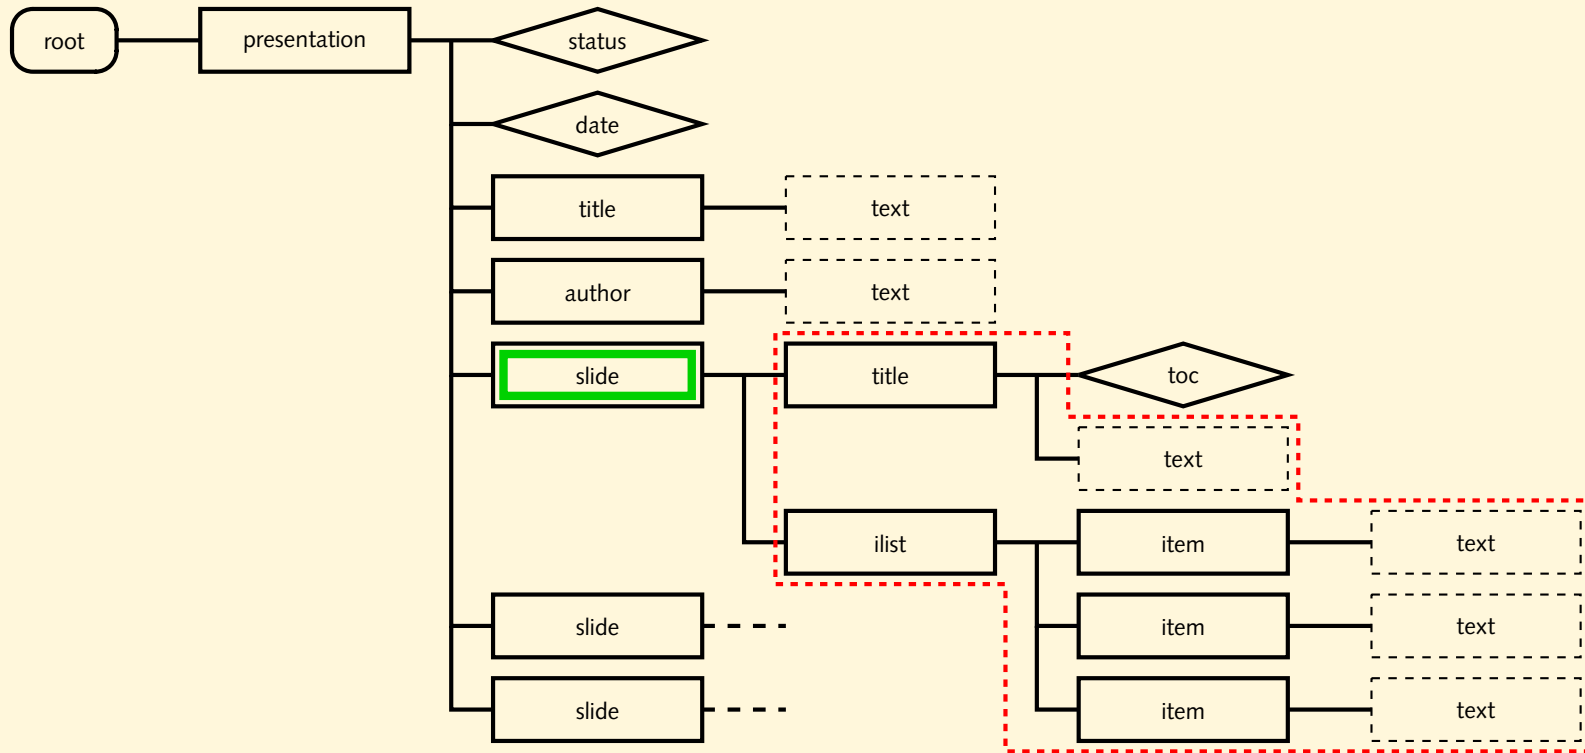 root presentation status
date
title text
author text
slide title toc
text
ilist item text
slide item text
slide item text